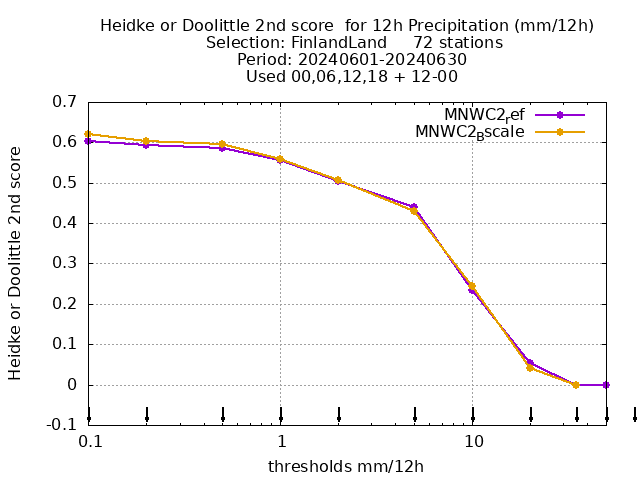 Heidke or Doolittle 2nd score  for 12h Precipitation (mm/12h)
Selection: FinlandLand     72 stations
Period: 20240601-20240630
Used 00,06,12,18 + 12-00
MNWC2ref
MNWC2Bscale
0.7
0.6
0.5
0.4
0.3
0.2
0.1
0
-0.1
0.1
1
10
Heidke or Doolittle 2nd score
thresholds mm/12h